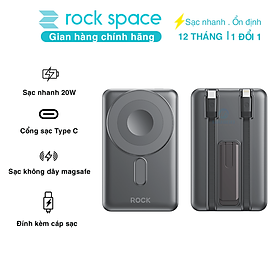 rock space
Gian hàng chính hãng
Sạc nhanh . Ổn định
12 THÁNG | 1 ĐỔI 1
Sạc nhanh 20W
Cổng sạc Type C
Sạc không dây magsafe
Đính kèm cáp sạc
ROCK